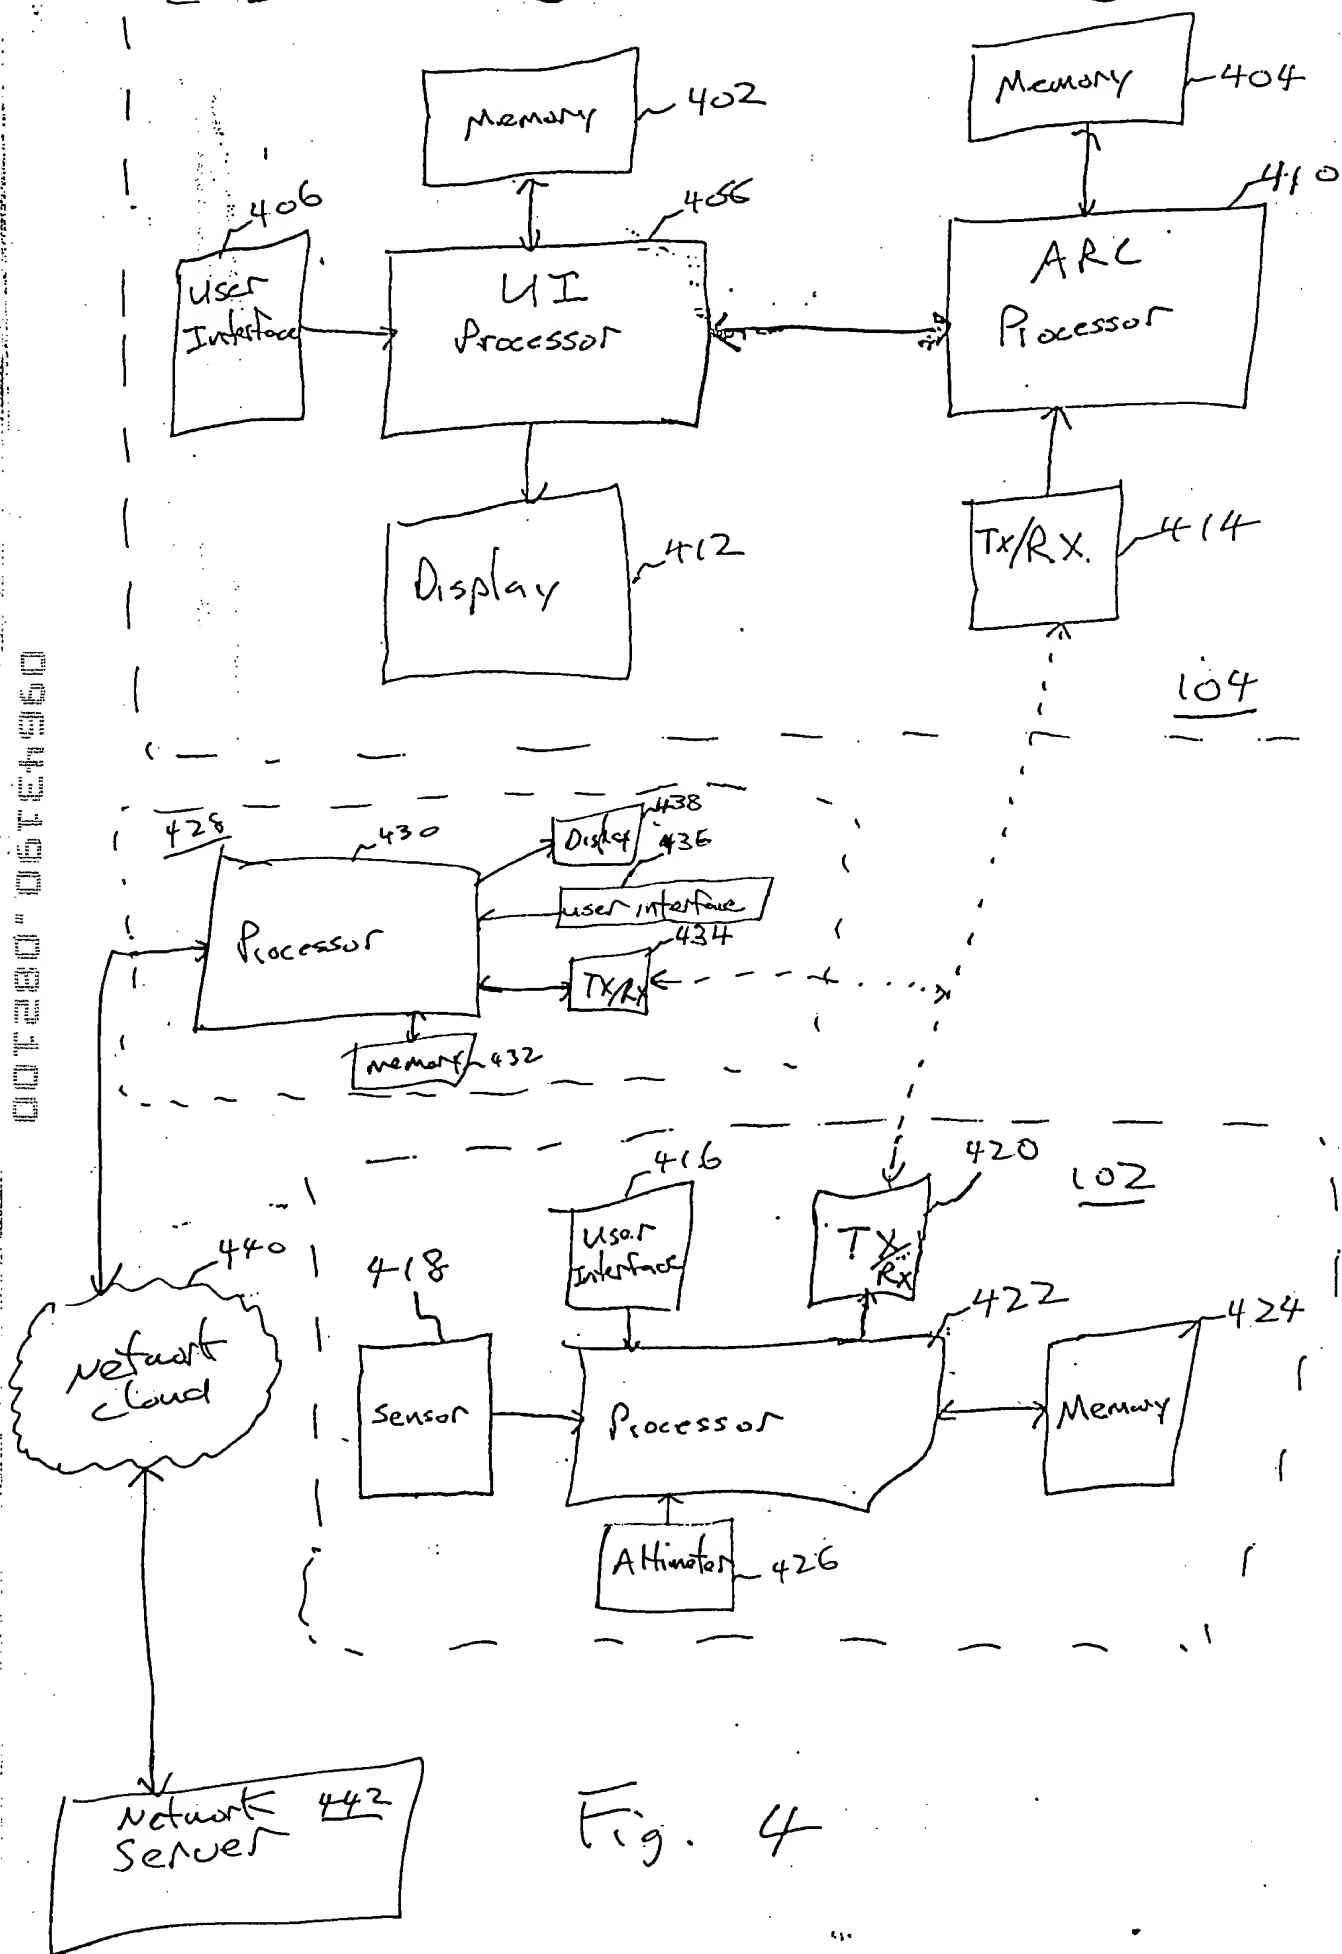 Memory
402
Memory
404
406
User
Interface
UI
Processor
ARC
Processor
410
Display
412
Tx/RX.
414
104
428
430
Processor
Display
438
436
user interface
434
TX/RX
memory
432
416
User
Interface
TX/
RX
420
102
418
Sensor
Processor
422
Memory
424
Altimeter
426
440
Network
Cloud
Network 442
Server
Fig. 4